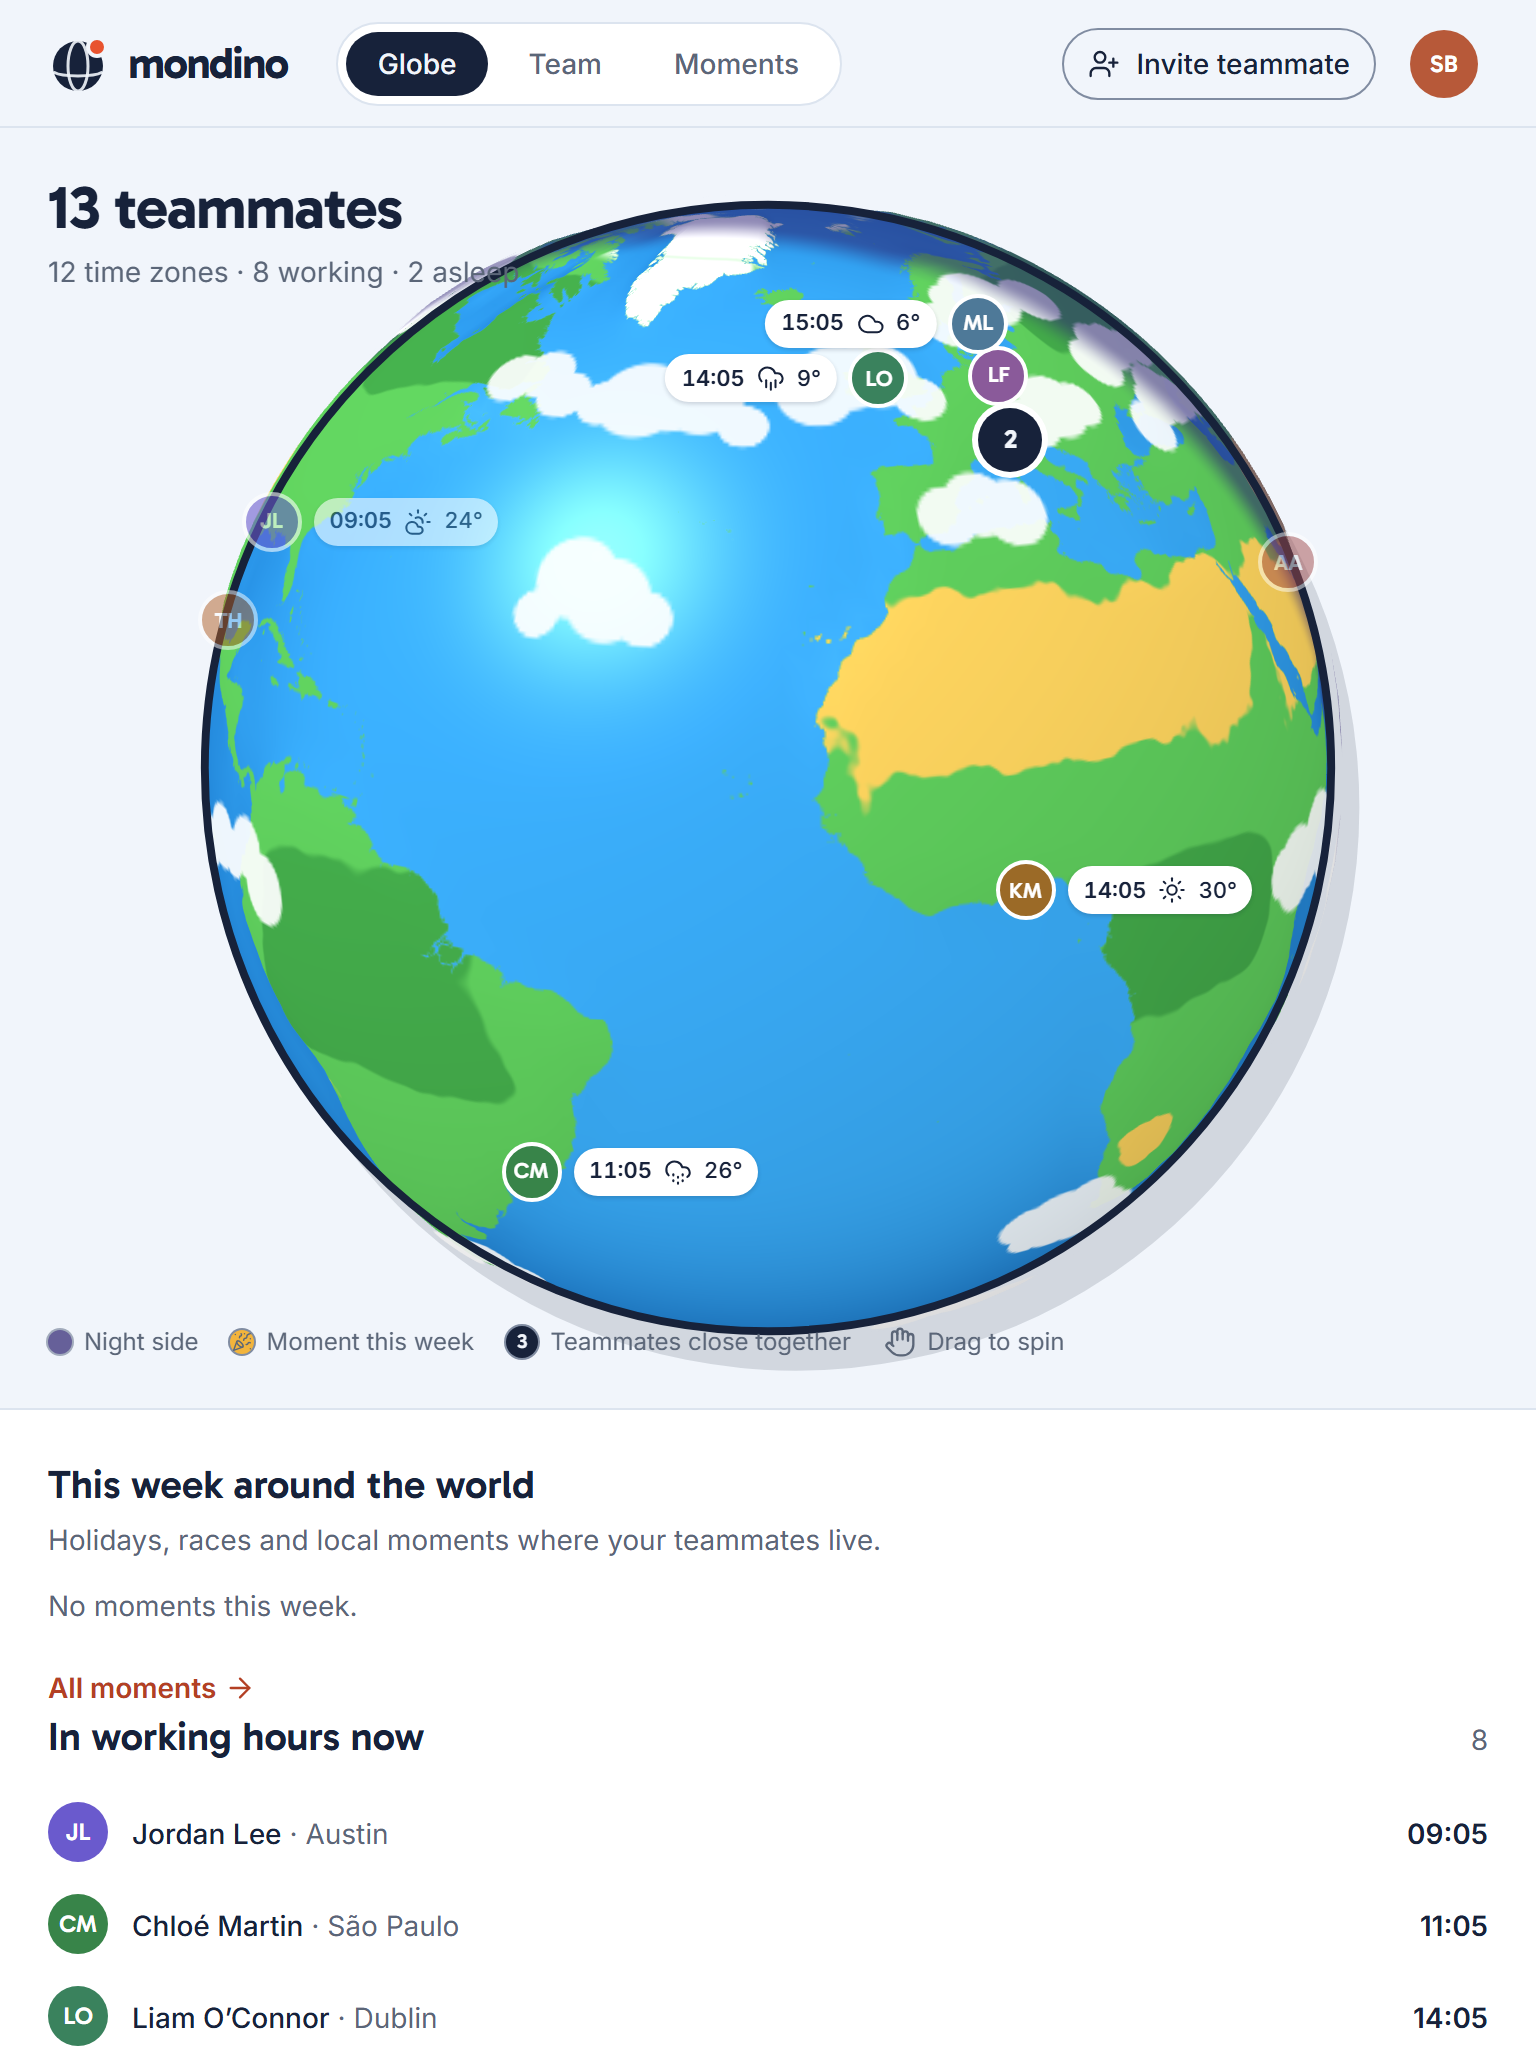 mondino
Globe
Team
Moments
Invite teammate
SB
13 teammates
12 time zones · 8 working · 2 asleep
15:05 6° ML
14:05 9° LO
LF
2
JL 09:05 24°
AA
TH
KM 14:05 30°
CM 11:05 26°
Night side
Moment this week
3 Teammates close together
Drag to spin
This week around the world
Holidays, races and local moments where your teammates live.
No moments this week.
All moments →
In working hours now 8
JL Jordan Lee · Austin 09:05
CM Chloé Martin · São Paulo 11:05
LO Liam O’Connor · Dublin 14:05